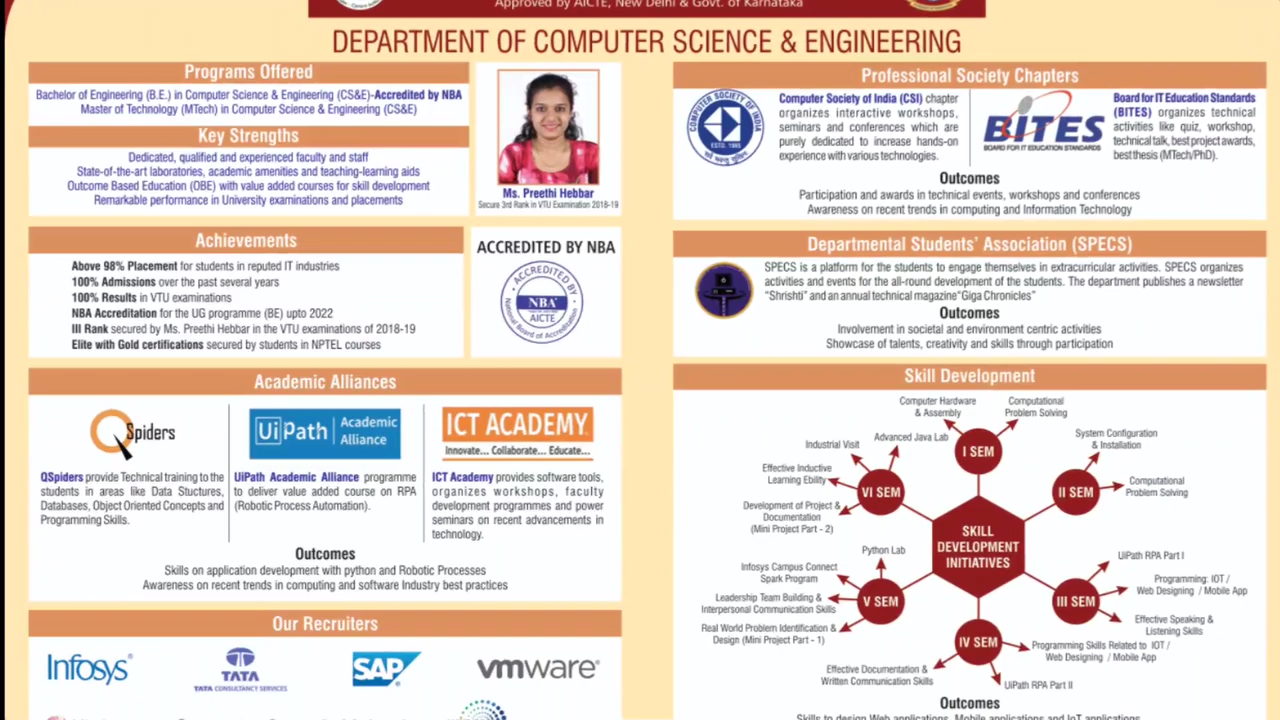 Approved by AICTE, New Delhi & Govt. of Karnataka
DEPARTMENT OF COMPUTER SCIENCE & ENGINEERING
Programs Offered
Bachelor of Engineering (B.E.) in Computer Science & Engineering (CS&E)-Accredited by NBA
Master of Technology (MTech) in Computer Science & Engineering (CS&E)
Key Strengths
Dedicated, qualified and experienced faculty and staff
State-of-the-art laboratories, academic amenities and teaching-learning aids
Outcome Based Education (OBE) with value added courses for skill development
Remarkable performance in University examinations and placements
Ms. Preethi Hebbar
Secure 3rd Rank in VTU Examination 2018-19
Achievements
Above 98% Placement for students in reputed IT industries
100% Admissions over the past several years
100% Results in VTU examinations
NBA Accreditation for the UG programme (BE) upto 2022
III Rank secured by Ms. Preethi Hebbar in the VTU examinations of 2018-19
Elite with Gold certifications secured by students in NPTEL courses
ACCREDITED BY NBA
ACCREDITED BY
NBA
AICTE
National Board of Accreditation
Academic Alliances
QSpiders
UiPath Academic
Alliance
ICT ACADEMY
Innovate... Collaborate... Educate...
QSpiders provide Technical training to the
students in areas like Data Stuctures,
Databases, Object Oriented Concepts and
Programming Skills.
UiPath Academic Alliance programme
to deliver value added course on RPA
(Robotic Process Automation).
ICT Academy provides software tools,
organizes workshops, faculty
development programmes and power
seminars on recent advancements in
technology.
Outcomes
Skills on application development with python and Robotic Processes
Awareness on recent trends in computing and software Industry best practices
Our Recruiters
Infosys
TATA
TATA CONSULTANCY SERVICES
SAP
vmware
Professional Society Chapters
COMPUTER SOCIETY OF INDIA
ESTD. 1965
Computer Society of India (CSI) chapter
organizes interactive workshops,
seminars and conferences which are
purely dedicated to increase hands-on
experience with various technologies.
BITES
BOARD FOR IT EDUCATION STANDARDS
Board for IT Education Standards
(BITES) organizes technical
activities like quiz, workshop,
technical talk, best project awards,
best thesis (MTech/PhD).
Outcomes
Participation and awards in technical events, workshops and conferences
Awareness on recent trends in computing and Information Technology
Departmental Students’ Association (SPECS)
SPECS is a platform for the students to engage themselves in extracurricular activities. SPECS organizes
activities and events for the all-round development of the students. The department publishes a newsletter
“Shrishti” and an annual technical magazine“Giga Chronicles”
Outcomes
Involvement in societal and environment centric activities
Showcase of talents, creativity and skills through participation
Skill Development
SKILL
DEVELOPMENT
INITIATIVES
I SEM
Computer Hardware
& Assembly
Computational
Problem Solving
II SEM
System Configuration
& Installation
Computational
Problem Solving
III SEM
UiPath RPA Part I
Programming: IOT /
Web Designing / Mobile App
Effective Speaking &
Listening Skills
IV SEM
Programming Skills Related to IOT /
Web Designing / Mobile App
UiPath RPA Part II
Effective Documentation &
Written Communication Skills
V SEM
Python Lab
Infosys Campus Connect
Spark Program
Leadership Team Building &
Interpersonal Communication Skills
Real World Problem Identification &
Design (Mini Project Part - 1)
VI SEM
Advanced Java Lab
Industrial Visit
Effective Inductive
Learning Ebility
Development of Project &
Documentation
(Mini Project Part - 2)
Outcomes
Skills to design Web applications, Mobile applications and IoT applications